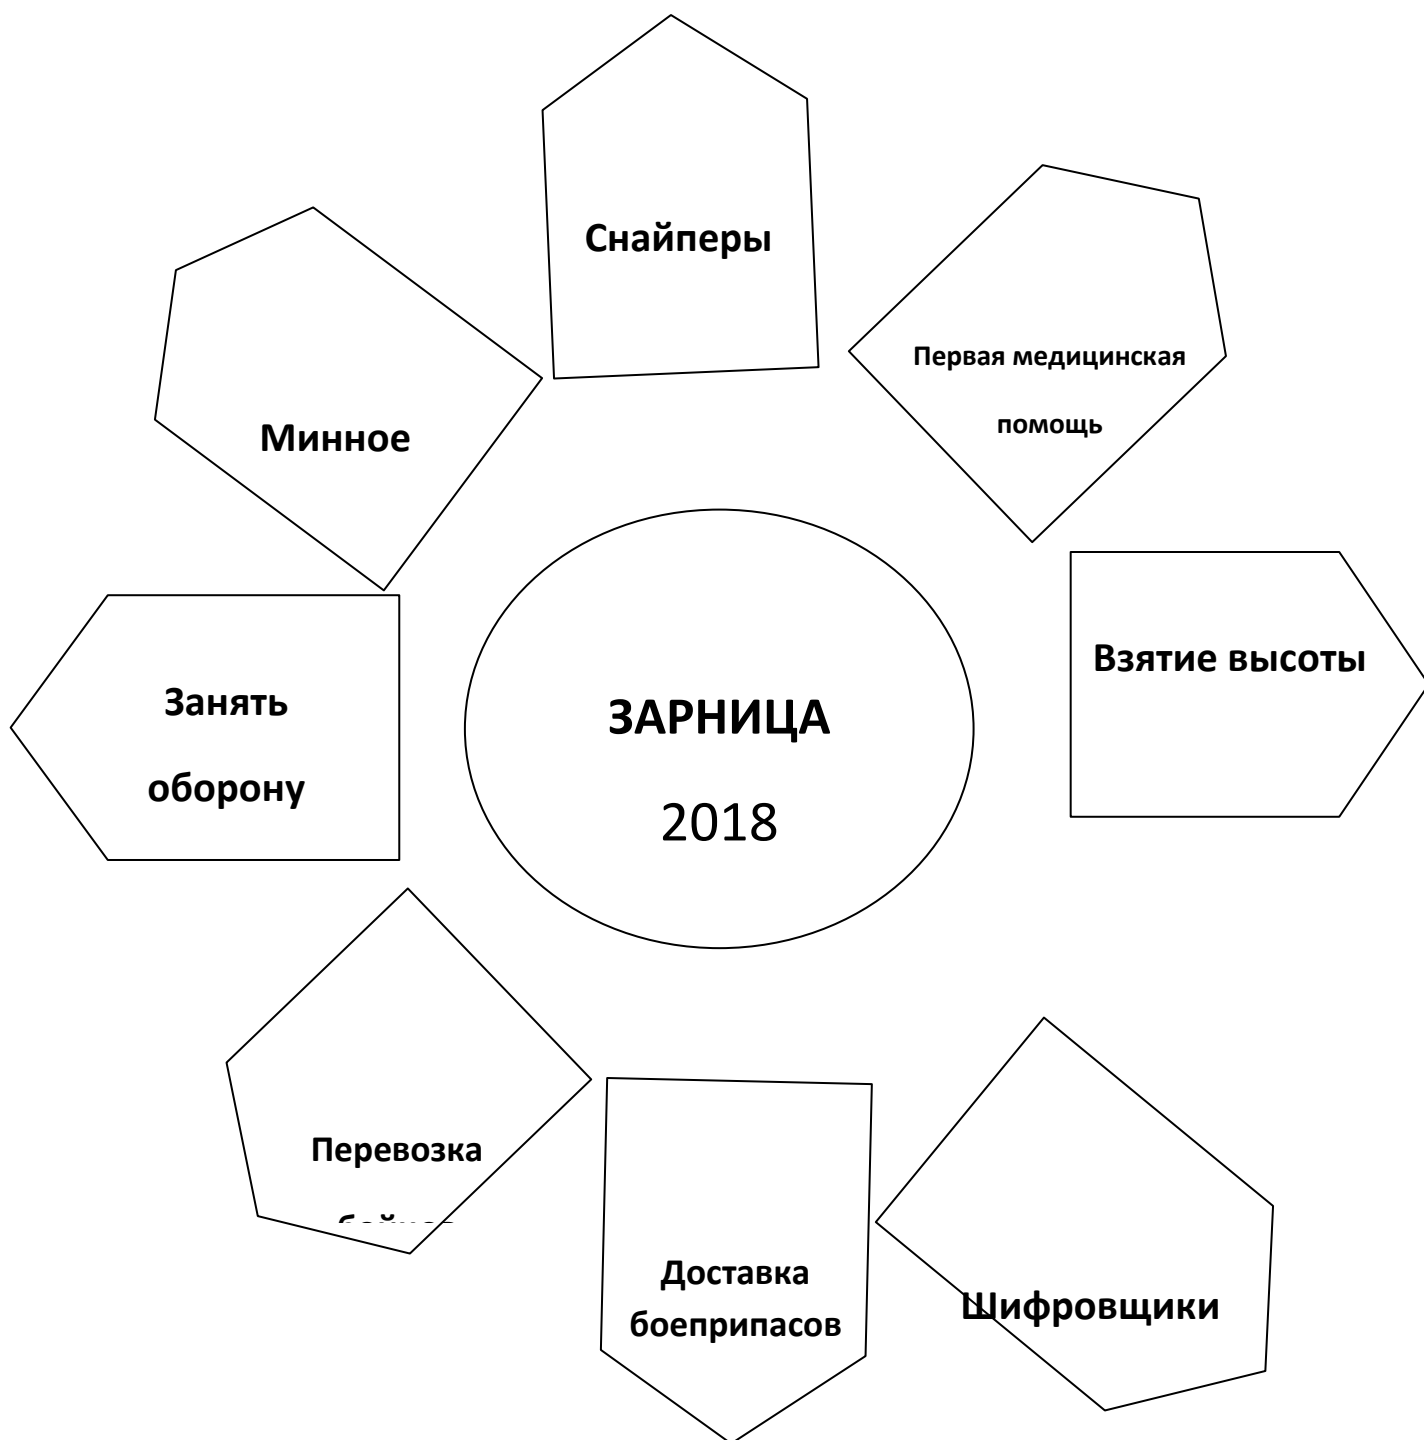 Снайперы
Первая медицинская
помощь
Минное
Взятие высоты
Занять
оборону
ЗАРНИЦА
2018
Перевозка
Доставка
боеприпасов
Шифровщики